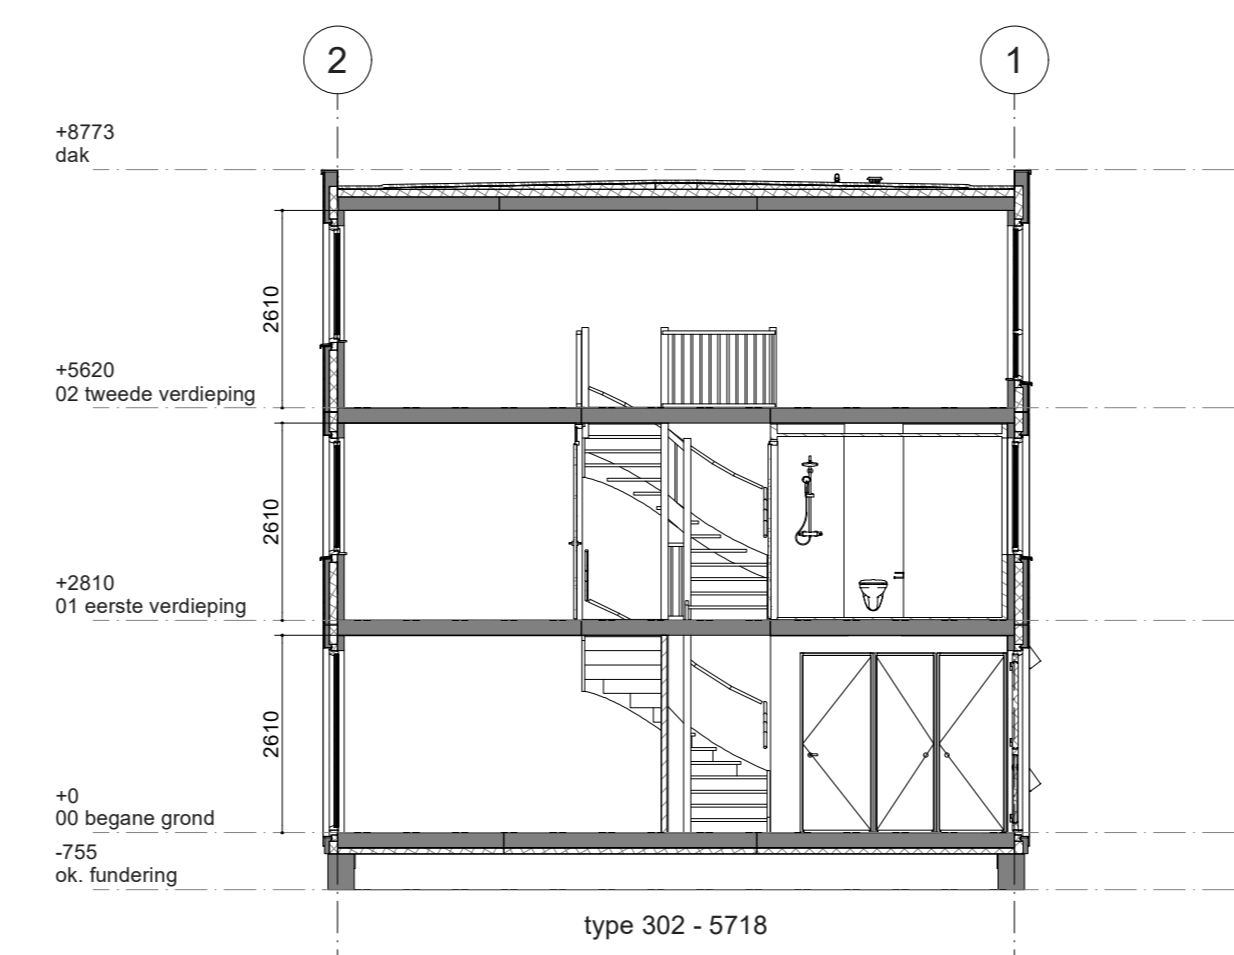 2
1
+8773
dak
2610
+5620
02 tweede verdieping
2610
+2810
01 eerste verdieping
2610
+0
00 begane grond
-755
ok. fundering
type 302 - 5718